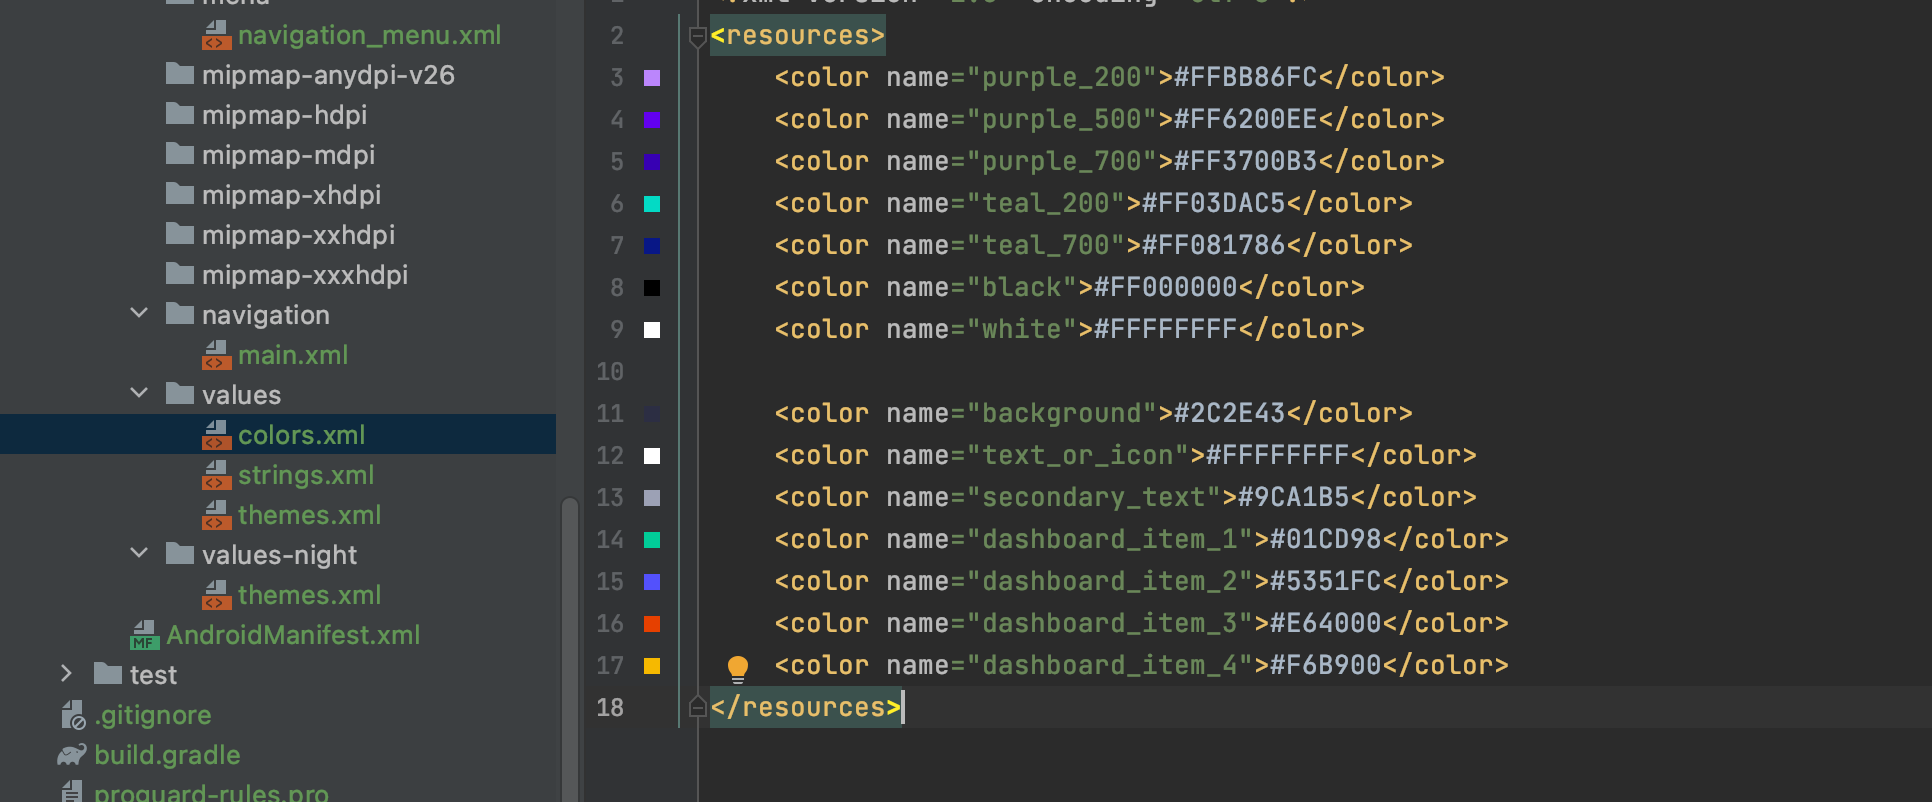 menu
navigation_menu.xml
mipmap-anydpi-v26
mipmap-hdpi
mipmap-mdpi
mipmap-xhdpi
mipmap-xxhdpi
mipmap-xxxhdpi
navigation
main.xml
values
colors.xml
strings.xml
themes.xml
values-night
themes.xml
AndroidManifest.xml
MF
test
.gitignore
build.gradle
proguard-rules.pro
2 <resources>
3 <color name="purple_200">#FFBB86FC</color>
4 <color name="purple_500">#FF6200EE</color>
5 <color name="purple_700">#FF3700B3</color>
6 <color name="teal_200">#FF03DAC5</color>
7 <color name="teal_700">#FF081786</color>
8 <color name="black">#FF000000</color>
9 <color name="white">#FFFFFFFF</color>
10
11 <color name="background">#2C2E43</color>
12 <color name="text_or_icon">#FFFFFFFF</color>
13 <color name="secondary_text">#9CA1B5</color>
14 <color name="dashboard_item_1">#01CD98</color>
15 <color name="dashboard_item_2">#5351FC</color>
16 <color name="dashboard_item_3">#E64000</color>
17 <color name="dashboard_item_4">#F6B900</color>
18 </resources>